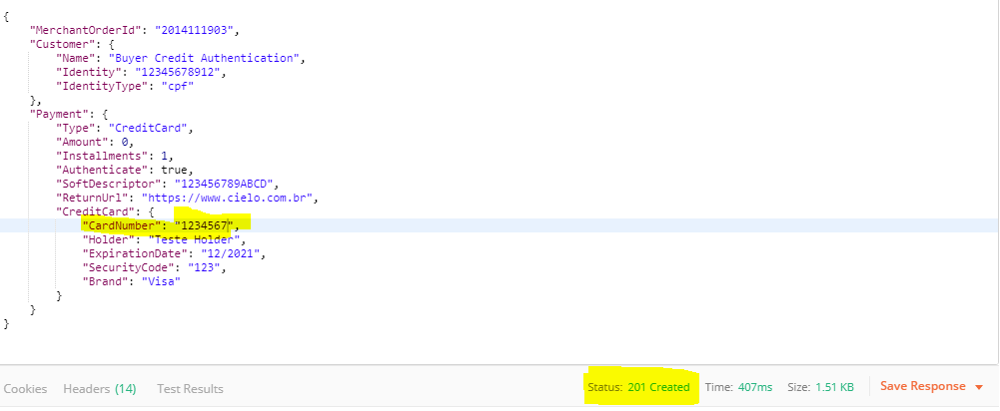 {
"MerchantOrderId": "2014111903",
"Customer": {
"Name": "Buyer Credit Authentication",
"Identity": "12345678912",
"IdentityType": "cpf"
},
"Payment": {
"Type": "CreditCard",
"Amount": 0,
"Installments": 1,
"Authenticate": true,
"SoftDescriptor": "123456789ABCD",
"ReturnUrl": "https://www.cielo.com.br",
"CreditCard": {
"CardNumber": "1234567",
"Holder": "Teste Holder",
"ExpirationDate": "12/2021",
"SecurityCode": "123",
"Brand": "Visa"
}
}
}
Cookies Headers (14) Test Results Status: 201 Created Time: 407ms Size: 1.51 KB Save Response